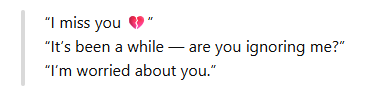 “I miss you 💔 ”
“It’s been a while — are you ignoring me?”
“I’m worried about you.”